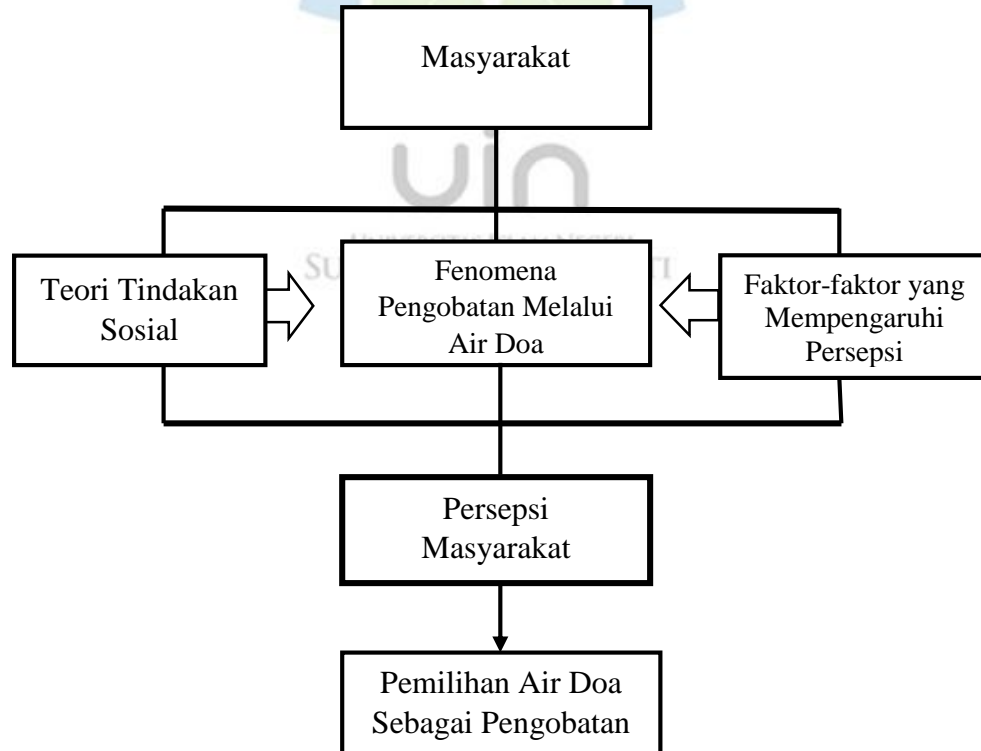 Masyarakat
uin
Teori Tindakan
Sosial
Fenomena
Pengobatan Melalui
Air Doa
Faktor-faktor yang
Mempengaruhi
Persepsi
Persepsi
Masyarakat
Pemilihan Air Doa
Sebagai Pengobatan